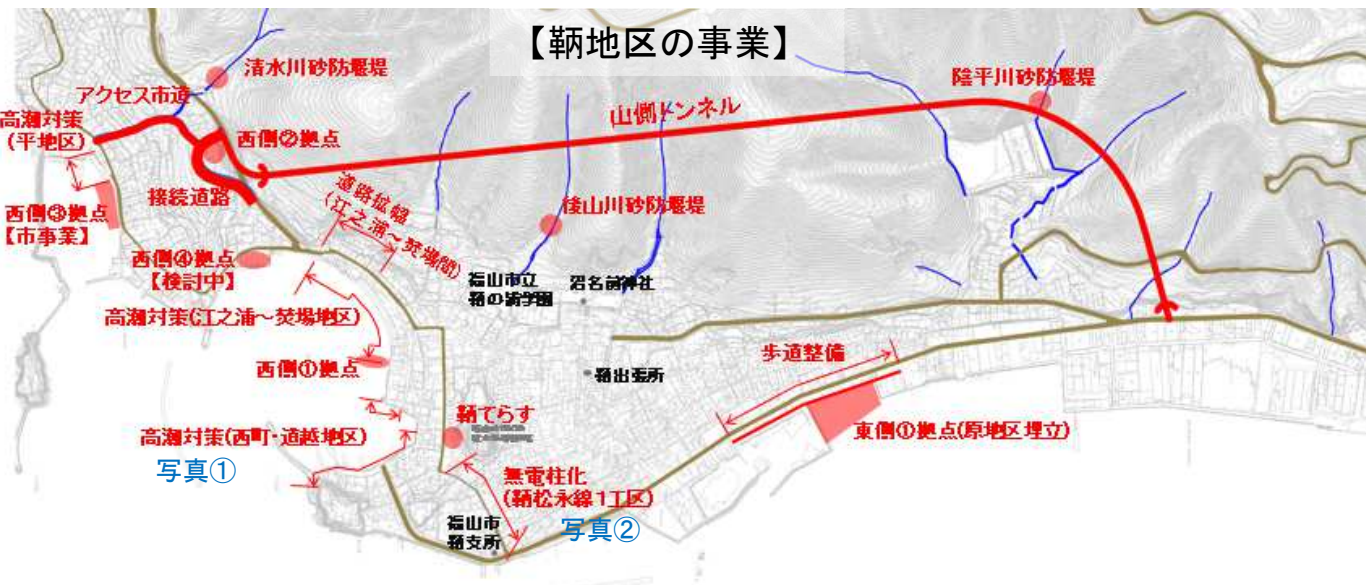 【鞆地区の事業】
清水川砂防堰堤
陰平川砂防堰堤
アクセス市道
高潮対策
(平地区)
山側トンネル
西側②拠点
接続道路
道路拡幅
(江之浦～焚場間)
後山川砂防堰堤
西側③拠点
【市事業】
西側④拠点
【検討中】
福山市立
鞆の浦学園
沼名前神社
高潮対策(江之浦～焚場地区)
西側①拠点
歩道整備
鞆出張所
鞆てらす
高潮対策(西町・道越地区)
東側①拠点(原地区埋立)
写真①
無電柱化
(鞆松永線1工区)
写真②
福山市
鞆支所